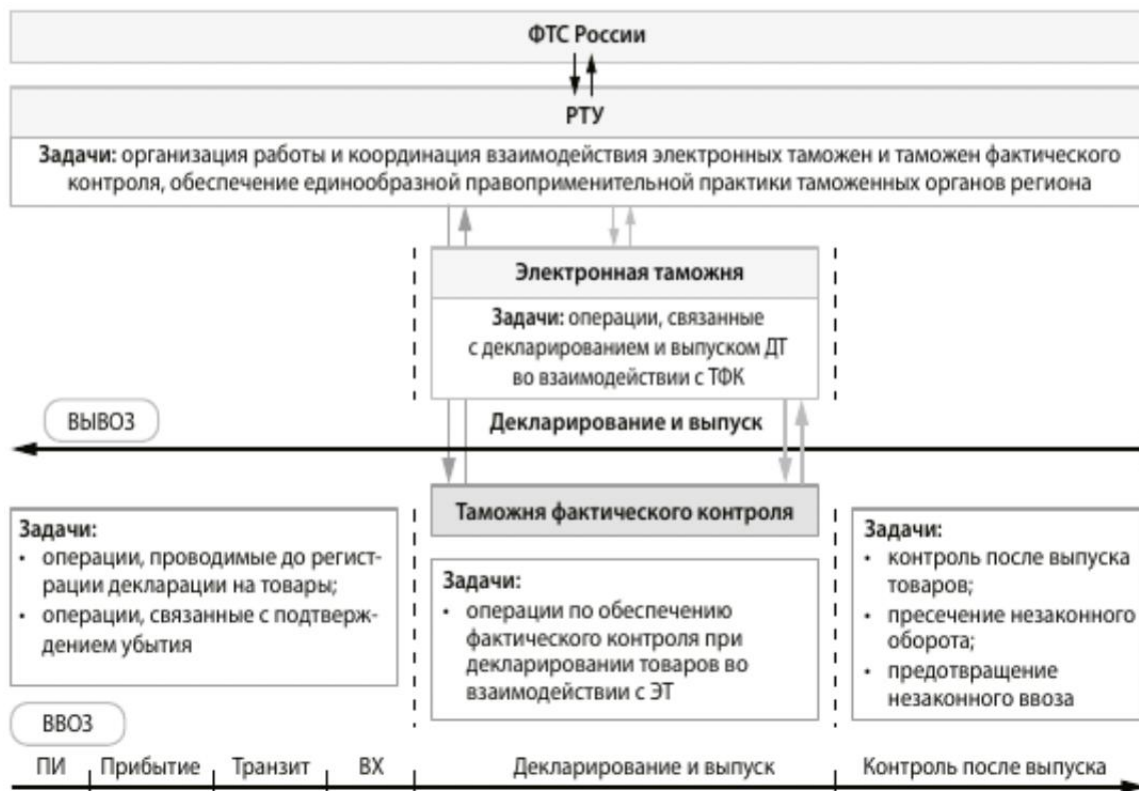 ФТС России
РТУ
Задачи: организация работы и координация взаимодействия электронных таможен и таможен фактического
контроля, обеспечение единообразной правоприменительной практики таможенных органов региона
Электронная таможня
Задачи: операции, связанные
с декларированием и выпуском ДТ
во взаимодействии с ТФК
ВЫВОЗ
Декларирование и выпуск
Таможня фактического контроля
Задачи:
• операции, проводимые до регист-
рации декларации на товары;
• операции, связанные с подтверж-
дением убытия
Задачи:
• операции по обеспечению
фактического контроля при
декларировании товаров во
взаимодействии с ЭТ
Задачи:
• контроль после выпуска
товаров;
• пресечение незаконного
оборота;
• предотвращение
незаконного ввоза
ВВОЗ
ПИ Прибытие Транзит ВХ Декларирование и выпуск Контроль после выпуска